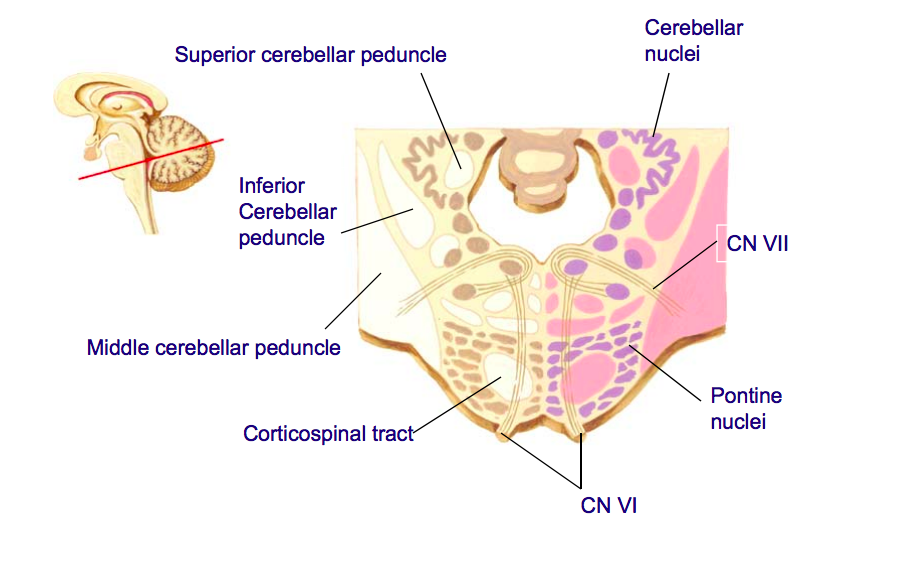 Cerebellar
nuclei
Superior cerebellar peduncle
Inferior
Cerebellar
peduncle
CN VII
Middle cerebellar peduncle
Pontine
nuclei
Corticospinal tract
CN VI